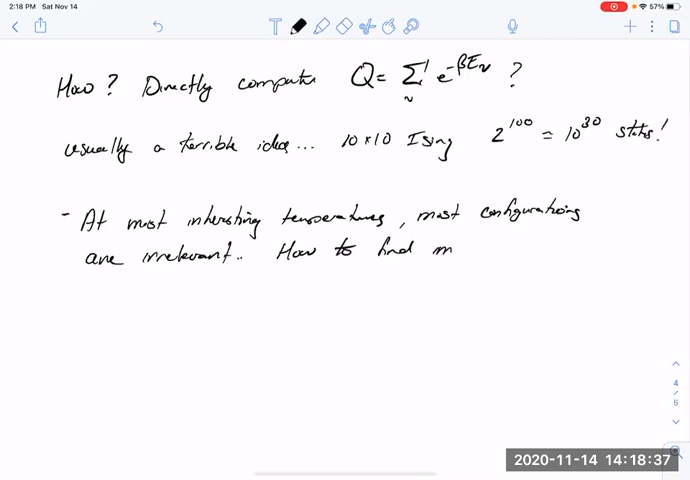 2:18 PM Sat Nov 14
57%
How? Directly compute Q = Σ_ν e^{-βE_ν} ?
usually a terrible idea... 10×10 Ising 2^100 = 10^30 states!
- At most interesting temperatures, most configurations
are irrelevant.. How to find m
4
/
5
2020-11-14 14:18:37